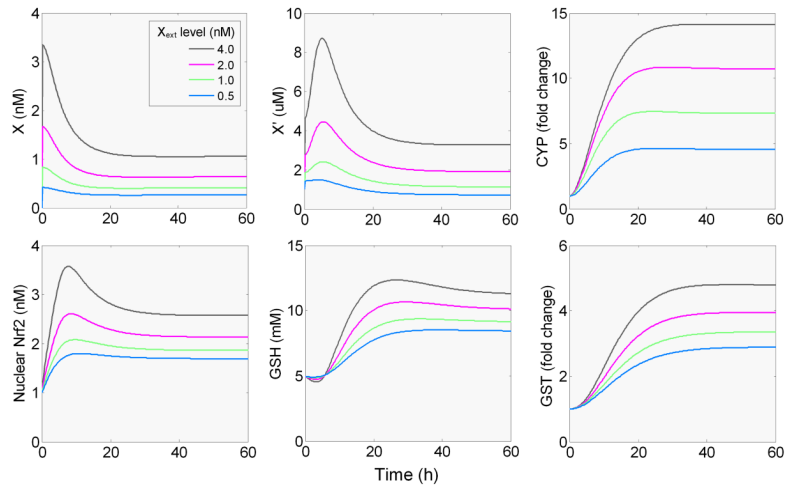 X_ext level (nM)
4.0
2.0
1.0
0.5
X (nM)
4
3
2
1
0
0 20 40 60
X' (uM)
10
8
6
4
2
0
0 20 40 60
CYP (fold change)
15
10
5
0
0 20 40 60
Nuclear Nrf2 (nM)
4
3
2
1
0
0 20 40 60
GSH (mM)
15
10
5
0
0 20 40 60
GST (fold change)
6
4
2
0
0 20 40 60
Time (h)